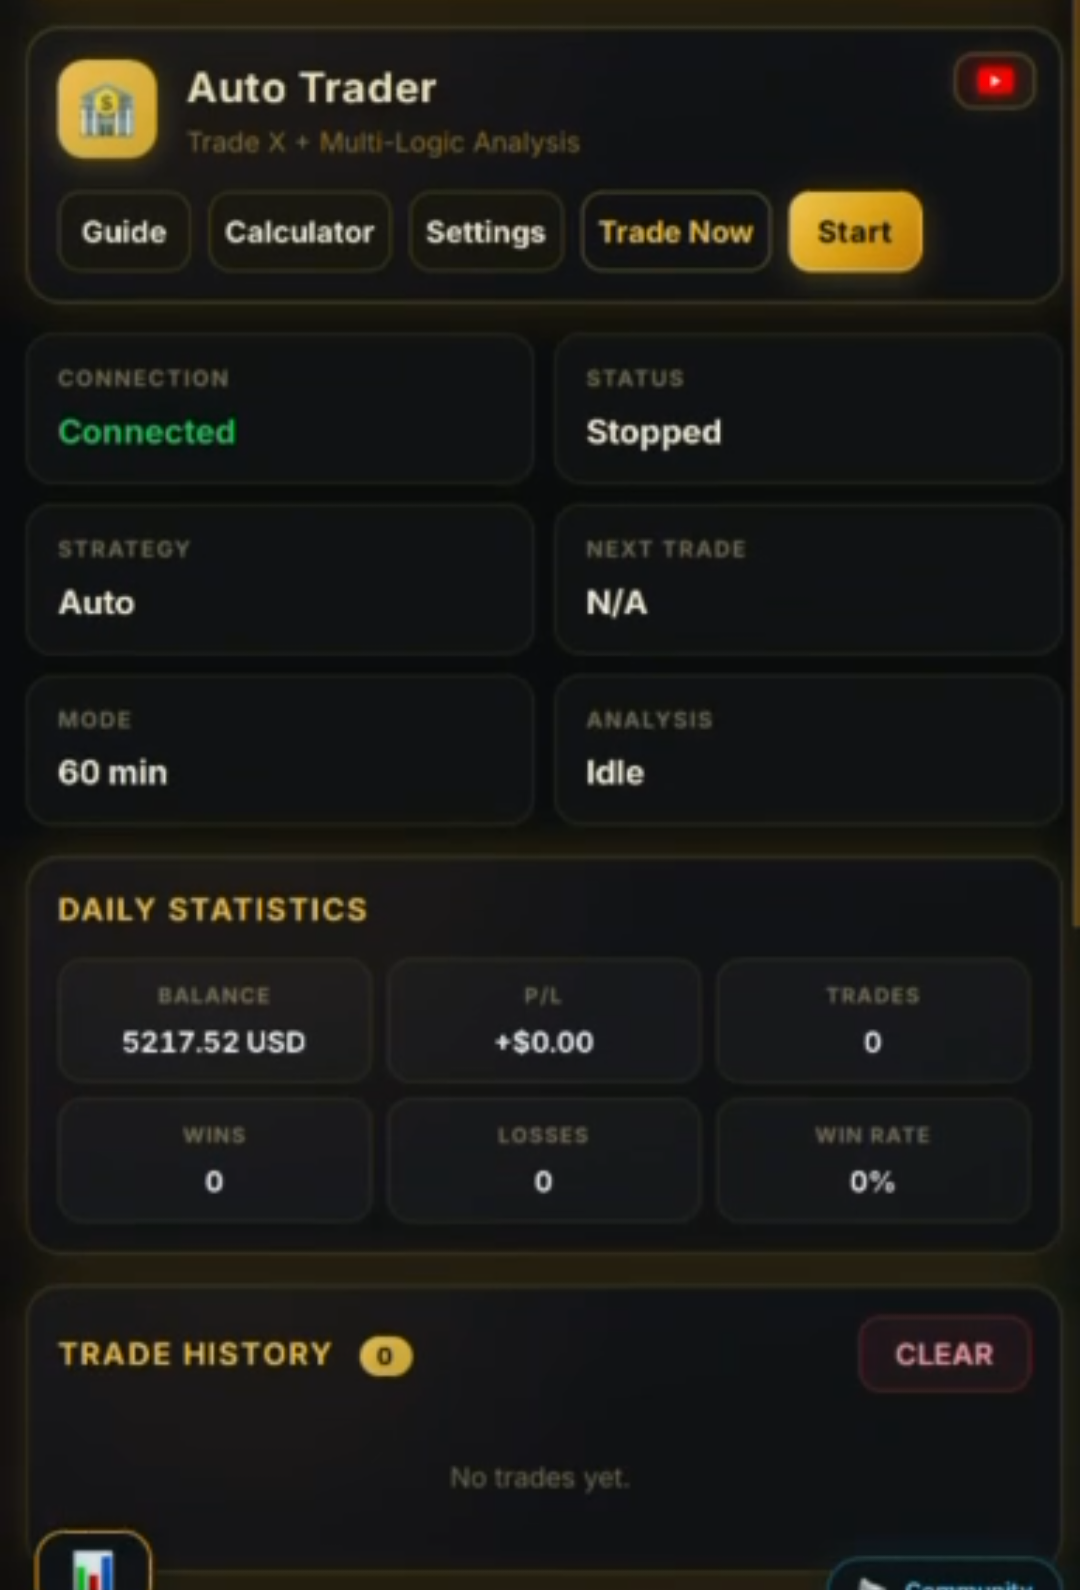 Auto Trader
Trade X + Multi-Logic Analysis
Guide
Calculator
Settings
Trade Now
Start
CONNECTION
Connected
STATUS
Stopped
STRATEGY
Auto
NEXT TRADE
N/A
MODE
60 min
ANALYSIS
Idle
DAILY STATISTICS
BALANCE
5217.52 USD
P/L
+$0.00
TRADES
0
WINS
0
LOSSES
0
WIN RATE
0%
TRADE HISTORY
0
CLEAR
No trades yet.
Community